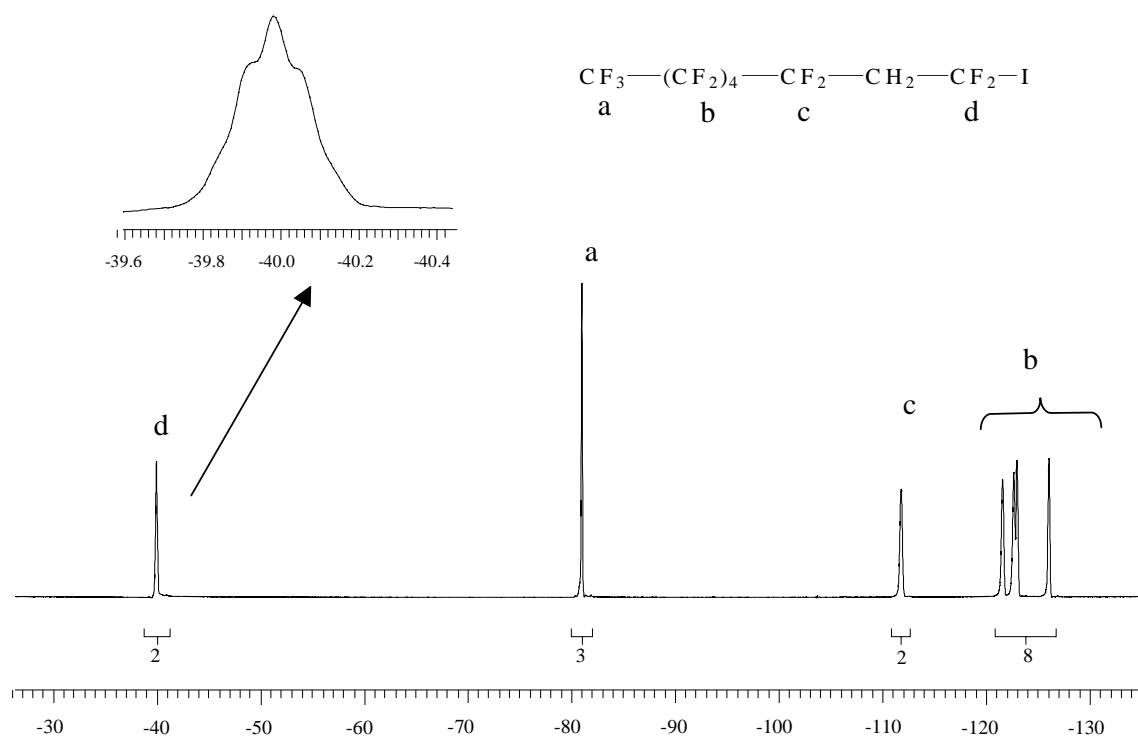 CF3—(CF2)4—CF2—CH2—CF2—I
a b c d
-39.6 -39.8 -40.0 -40.2 -40.4
a
b
c
d
2 3 2 8
-30 -40 -50 -60 -70 -80 -90 -100 -110 -120 -130